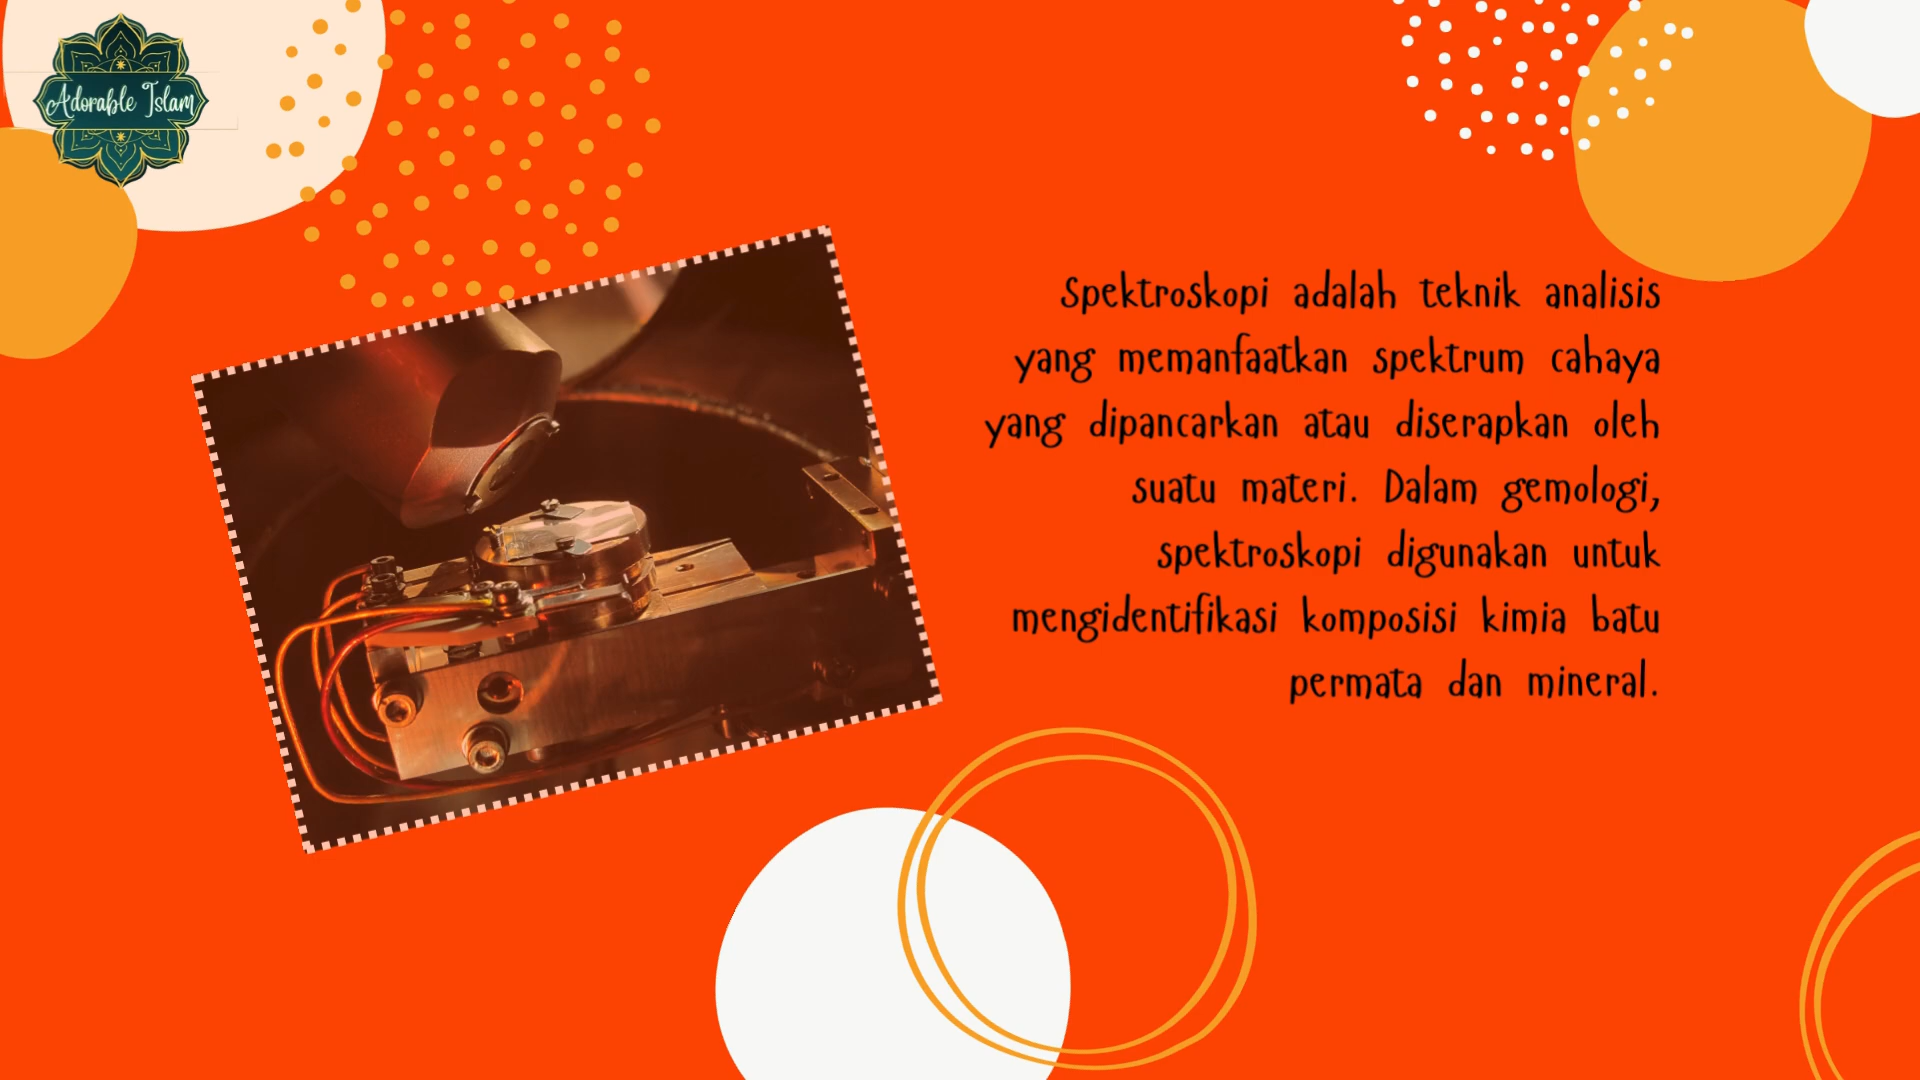 Adorable Islam
Spektroskopi adalah teknik analisis
yang memanfaatkan spektrum cahaya
yang dipancarkan atau diserapkan oleh
suatu materi. Dalam gemologi,
spektroskopi digunakan untuk
mengidentifikasi komposisi kimia batu
permata dan mineral.